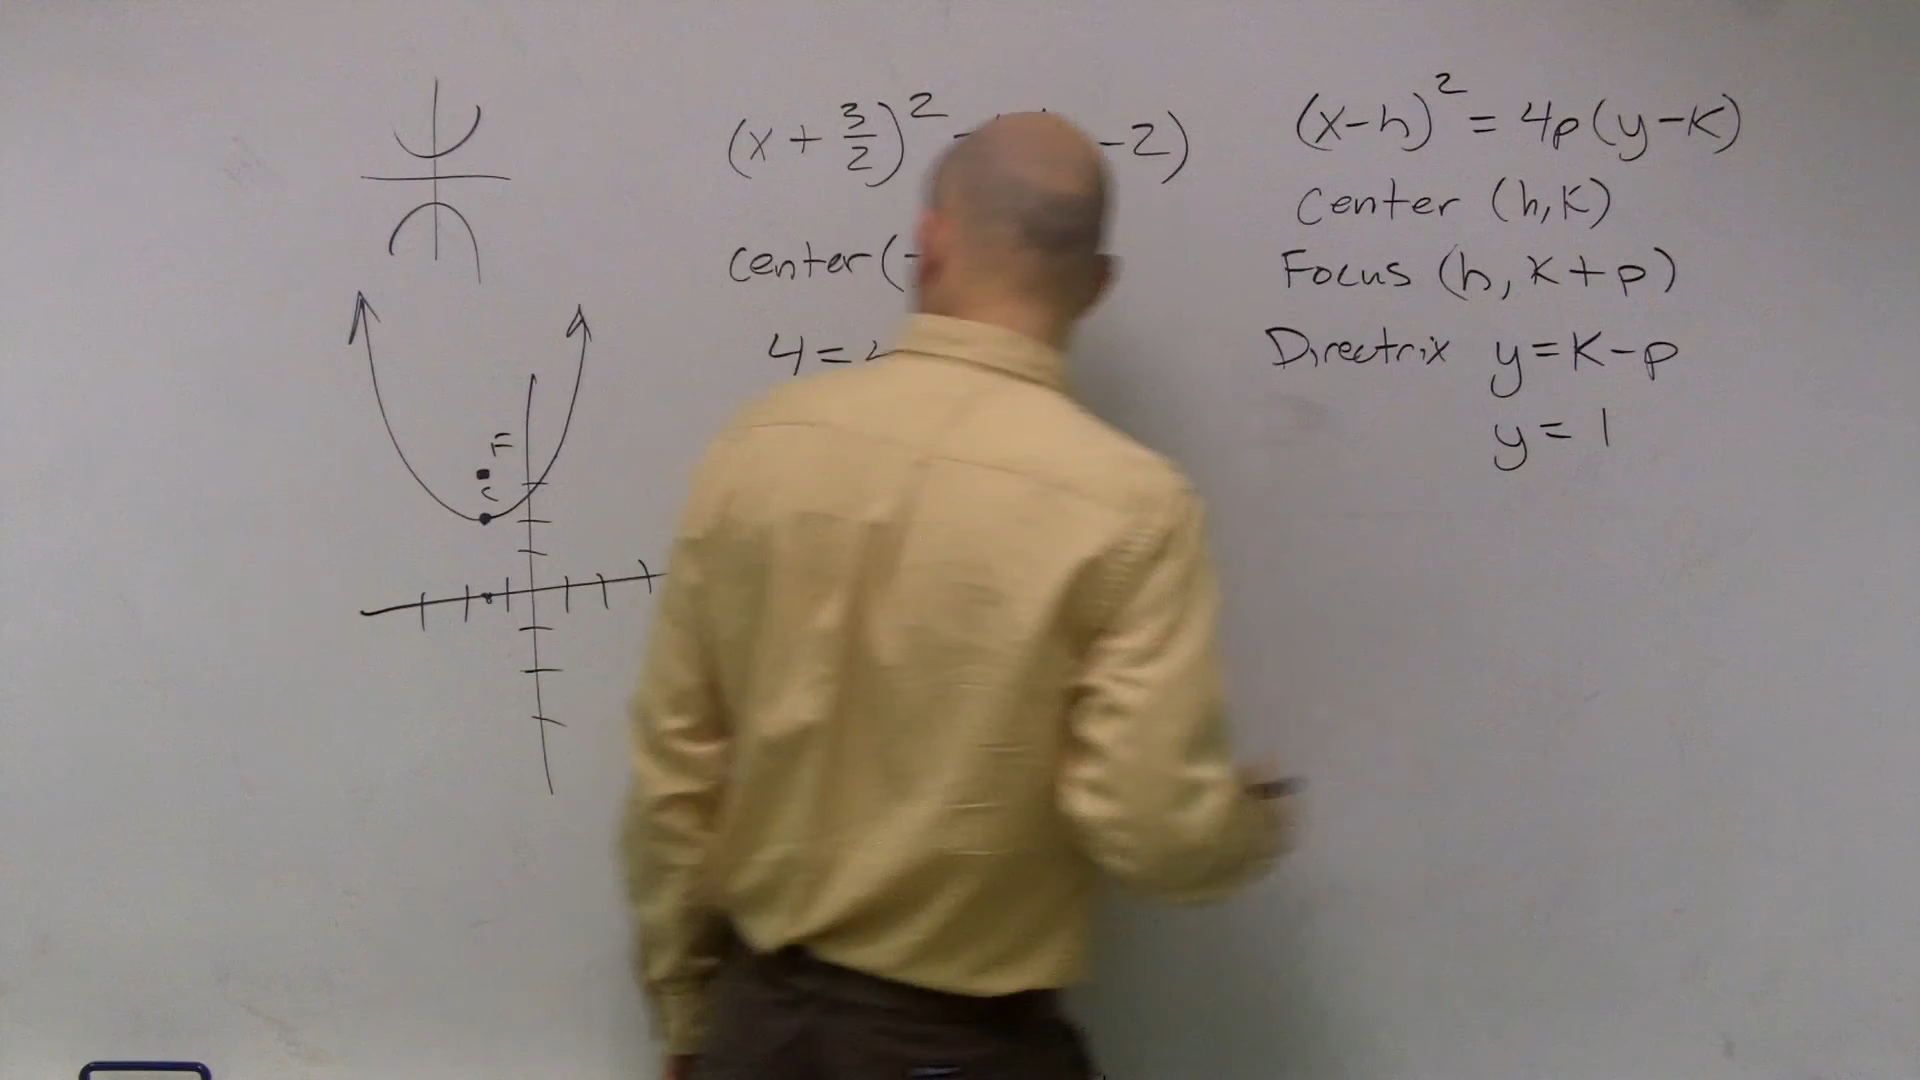 (x + 3/2)² -2)
center (-
4 =
F
C
(x-h)² = 4p(y-k)
Center (h, k)
Focus (h, k+p)
Directrix y = k-p
y = 1